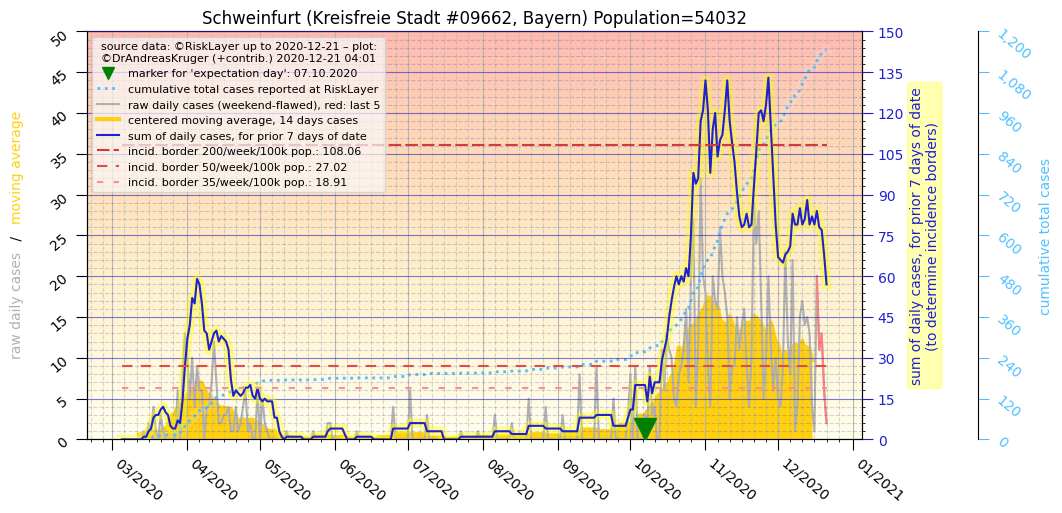 Schweinfurt (Kreisfreie Stadt #09662, Bayern) Population=54032
source data: ©RiskLayer up to 2020-12-21 – plot:
©DrAndreasKruger (+contrib.) 2020-12-21 04:01
marker for 'expectation day': 07.10.2020
cumulative total cases reported at RiskLayer
raw daily cases (weekend-flawed), red: last 5
centered moving average, 14 days cases
sum of daily cases, for prior 7 days of date
incid. border 200/week/100k pop.: 108.06
incid. border 50/week/100k pop.: 27.02
incid. border 35/week/100k pop.: 18.91
raw daily cases / moving average
50
45
40
35
30
25
20
15
10
5
0
150
135
120
105
90
75
60
45
30
15
0
sum of daily cases, for prior 7 days of date
(to determine incidence borders)
1,200
1,080
960
840
720
600
480
360
240
120
0
cumulative total cases
03/2020
04/2020
05/2020
06/2020
07/2020
08/2020
09/2020
10/2020
11/2020
12/2020
01/2021